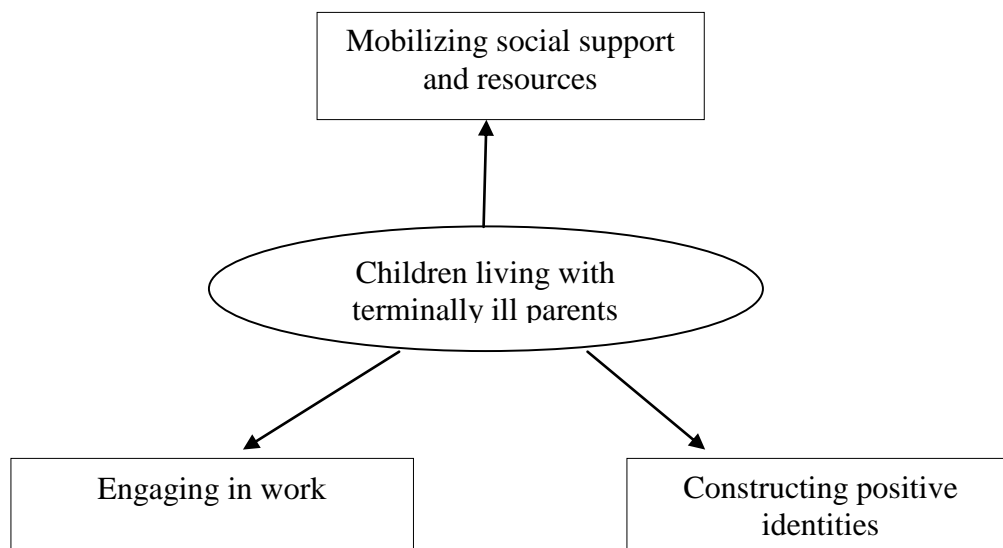 Mobilizing social support
and resources
Children living with
terminally ill parents
Engaging in work
Constructing positive
identities